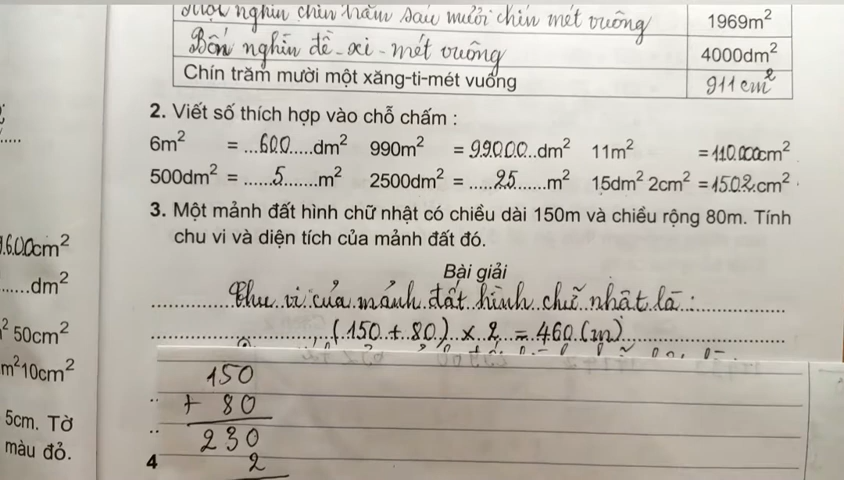 nghìn chín trăm sáu mươi chín mét vuông 1969m²
Bốn nghìn đề-xi-mét vuông 4000dm²
Chín trăm mười một xăng-ti-mét vuông 911cm²
2. Viết số thích hợp vào chỗ chấm :
6m² = ...600.....dm² 990m² = 99000..dm² 11m² = 110000cm²
500dm² = ......5.......m² 2500dm² = .....25......m² 15dm² 2cm² = 1502.cm²
3. Một mảnh đất hình chữ nhật có chiều dài 150m và chiều rộng 80m. Tính
chu vi và diện tích của mảnh đất đó.
Bài giải
Chu vi của mảnh đất hình chữ nhật là :
(150 + 80) × 2 = 460 (m)
150
+ 80
230
2
4
600cm²
......dm²
² 50cm²
m²10cm²
5cm. Tờ
màu đỏ.